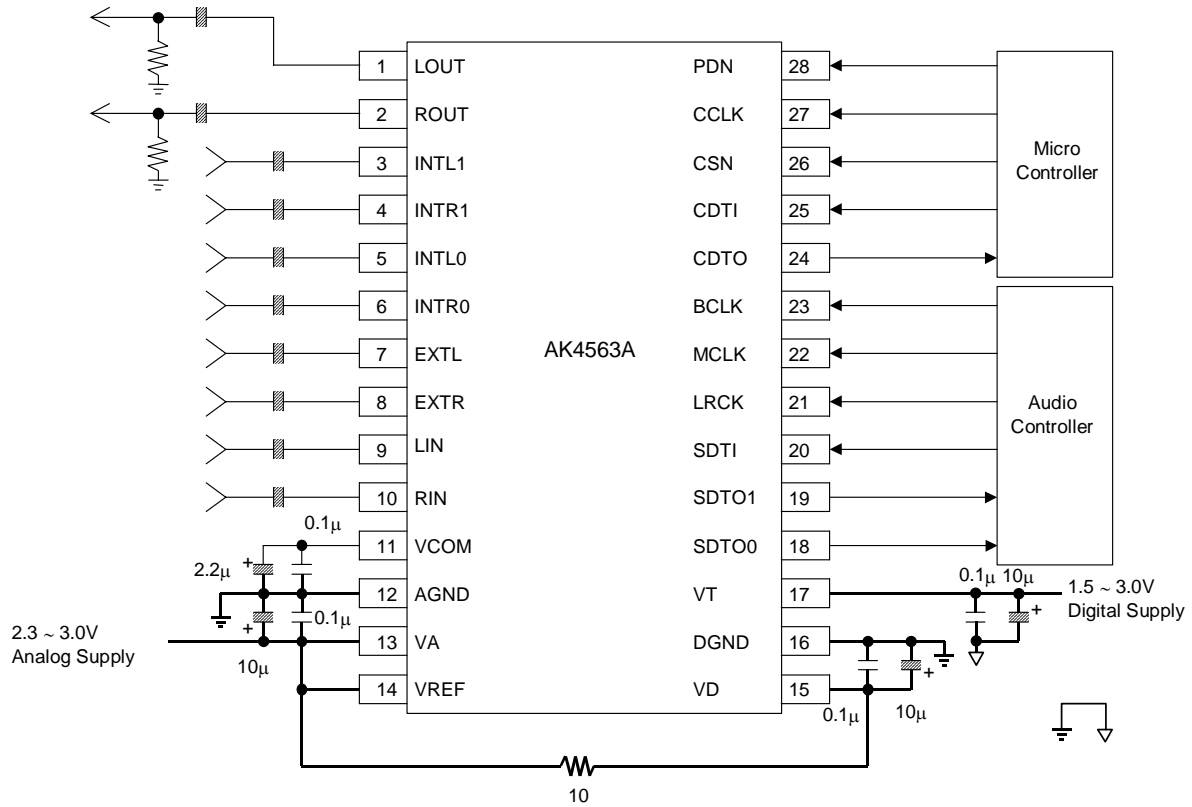 1 LOUT PDN 28
2 ROUT CCLK 27
3 INTL1 CSN 26
Micro
Controller
4 INTR1 CDTI 25
5 INTL0 CDTO 24
6 INTR0 BCLK 23
7 EXTL AK4563A MCLK 22
8 EXTR LRCK 21
Audio
Controller
9 LIN SDTI 20
10 RIN SDTO1 19
0.1μ
11 VCOM SDTO0 18
2.2μ +
12 AGND VT 17
0.1μ 10μ
1.5 ~ 3.0V
Digital Supply
+
0.1μ
+
2.3 ~ 3.0V
Analog Supply
13 VA DGND 16
10μ
14 VREF VD 15
+
0.1μ 10μ
10